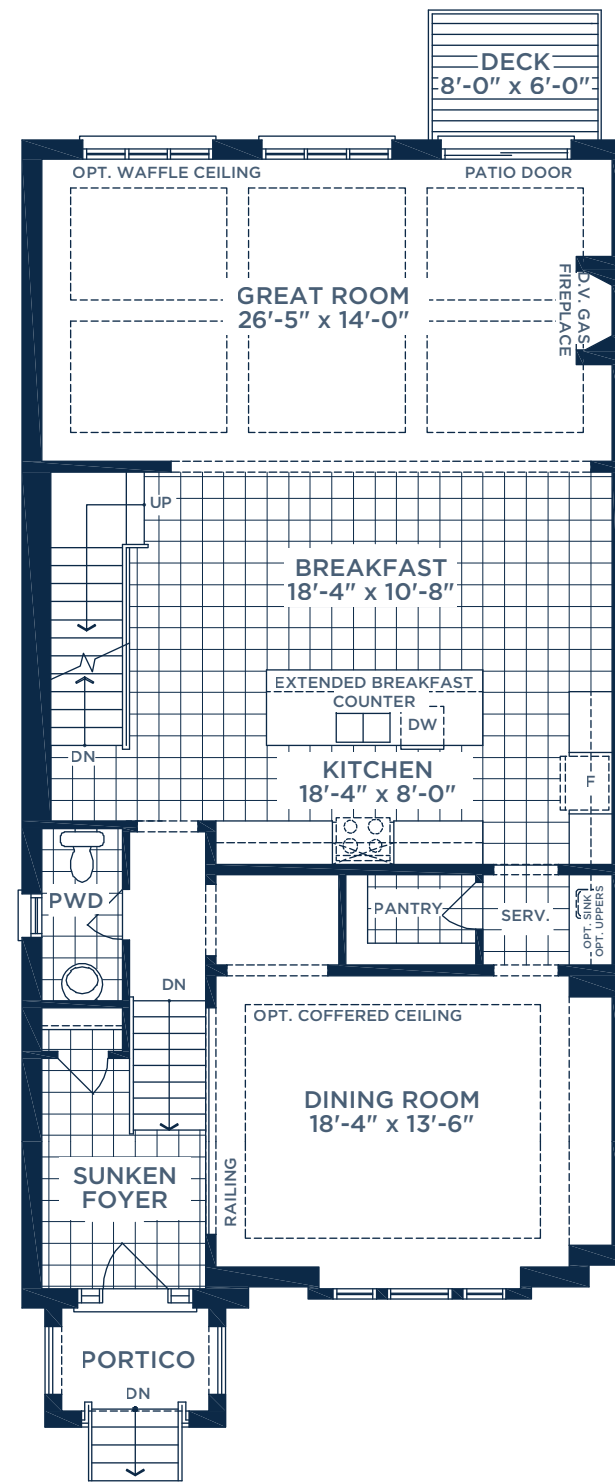 DECK
8'-0" x 6'-0"
OPT. WAFFLE CEILING
PATIO DOOR
GREAT ROOM
26'-5" x 14'-0"
D.V. GAS
FIREPLACE
UP
BREAKFAST
18'-4" x 10'-8"
EXTENDED BREAKFAST
COUNTER
DW
DN
KITCHEN
18'-4" x 8'-0"
F
PWD
PANTRY
SERV.
OPT. SINK
OPT. UPPERS
DN
OPT. COFFERED CEILING
DINING ROOM
18'-4" x 13'-6"
RAILING
SUNKEN
FOYER
PORTICO
DN